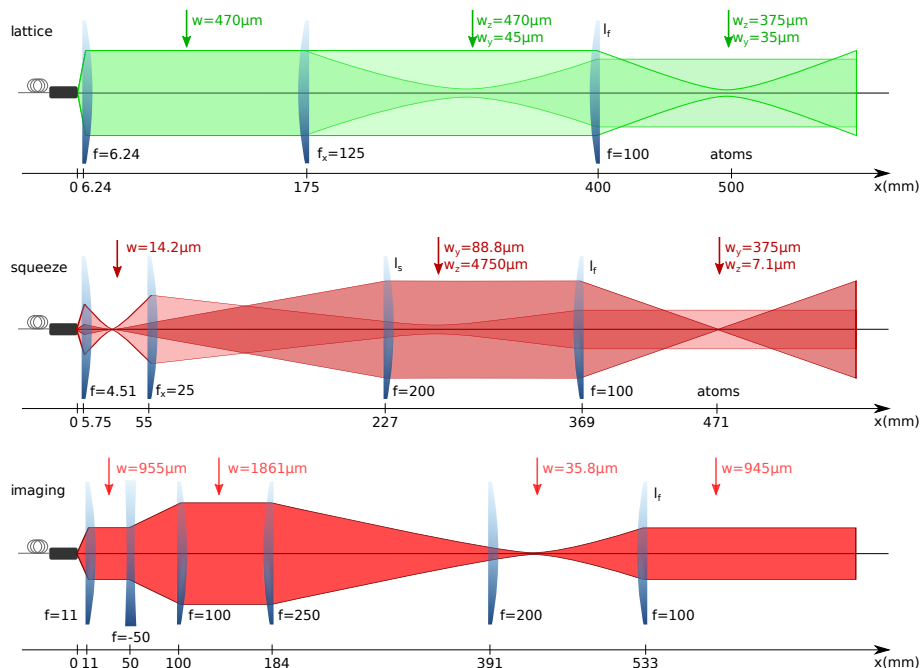 lattice
w=470μm
w_z=470μm
w_y=45μm
l_f
w_z=375μm
w_y=35μm
f=6.24
f_x=125
f=100
atoms
0 6.24 175 400 500 x(mm)
squeeze
w=14.2μm
l_s
w_y=88.8μm
w_z=4750μm
l_f
w_y=375μm
w_z=7.1μm
f=4.51
f_x=25
f=200
f=100
atoms
0 5.75 55 227 369 471 x(mm)
imaging
w=955μm
w=1861μm
w=35.8μm
l_f
w=945μm
f=11
f=-50
f=100
f=250
f=200
f=100
0 11 50 100 184 391 533 x(mm)